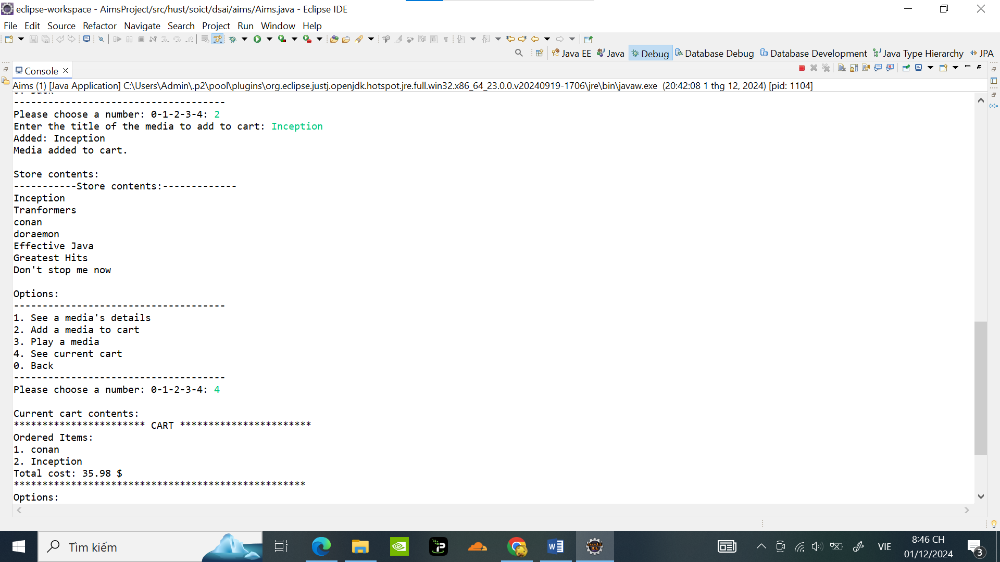 eclipse-workspace - AimsProject/src/hust/soict/dsai/aims/Aims.java - Eclipse IDE
File Edit Source Refactor Navigate Search Project Run Window Help
Java EE Java Debug Database Debug Database Development Java Type Hierarchy JPA
Console
Aims (1) [Java Application] C:\Users\Admin\.p2\pool\plugins\org.eclipse.justj.openjdk.hotspot.jre.full.win32.x86_64_23.0.0.v20240919-1706\jre\bin\javaw.exe (20:42:08 1 thg 12, 2024) [pid: 1104]
-------------------------------------
Please choose a number: 0-1-2-3-4: 2
Enter the title of the media to add to cart: Inception
Added: Inception
Media added to cart.
Store contents:
-----------Store contents:-------------
Inception
Tranformers
conan
doraemon
Effective Java
Greatest Hits
Don't stop me now
Options:
-------------------------------------
1. See a media's details
2. Add a media to cart
3. Play a media
4. See current cart
0. Back
-------------------------------------
Please choose a number: 0-1-2-3-4: 4
Current cart contents:
*********************** CART ***********************
Ordered Items:
1. conan
2. Inception
Total cost: 35.98 $
***************************************************
Options:
Tìm kiếm
VIE
8:46 CH
01/12/2024
3